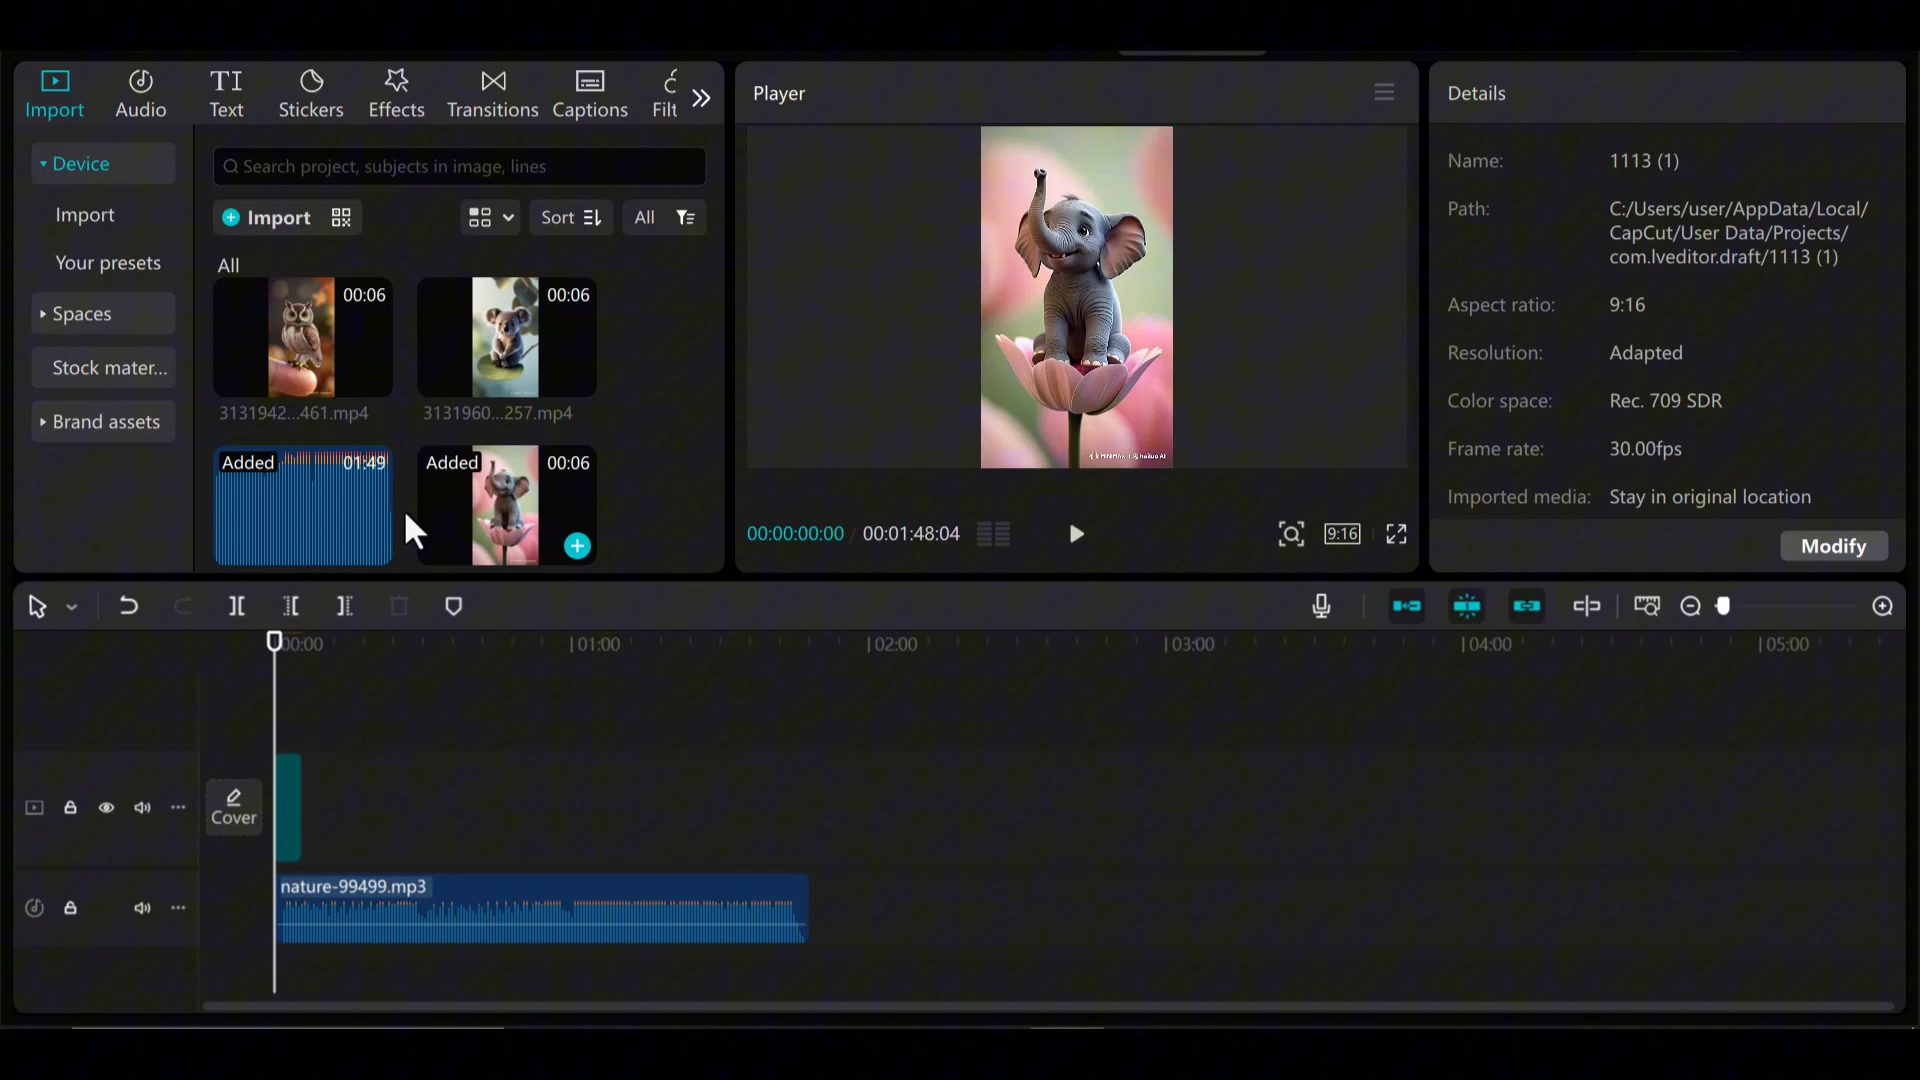 Import
Audio
TI
Text
Stickers
Effects
Transitions
Captions
Filt
Device
Import
Your presets
Spaces
Stock mater...
Brand assets
Search project, subjects in image, lines
Import
Sort
All
All
00:06
3131942...461.mp4
00:06
3131960...257.mp4
Added
01:49
Added
00:06
Player
MINIMAX | hailuo AI
00:00:00:00 / 00:01:48:04
9:16
Details
Name: 1113 (1)
Path: C:/Users/user/AppData/Local/
CapCut/User Data/Projects/
com.lveditor.draft/1113 (1)
Aspect ratio: 9:16
Resolution: Adapted
Color space: Rec. 709 SDR
Frame rate: 30.00fps
Imported media: Stay in original location
Modify
00:00
01:00
02:00
03:00
04:00
05:00
Cover
nature-99499.mp3